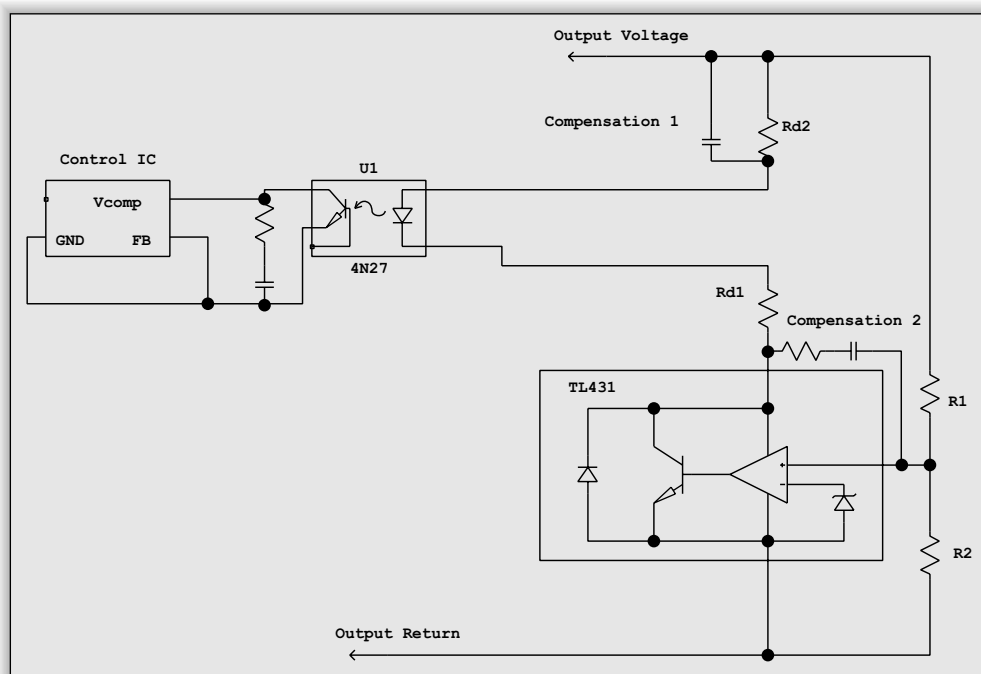 Output Voltage
Compensation 1
Rd2
Control IC
U1
Vcomp
GND
FB
4N27
Rd1
Compensation 2
TL431
R1
+
-
R2
Output Return